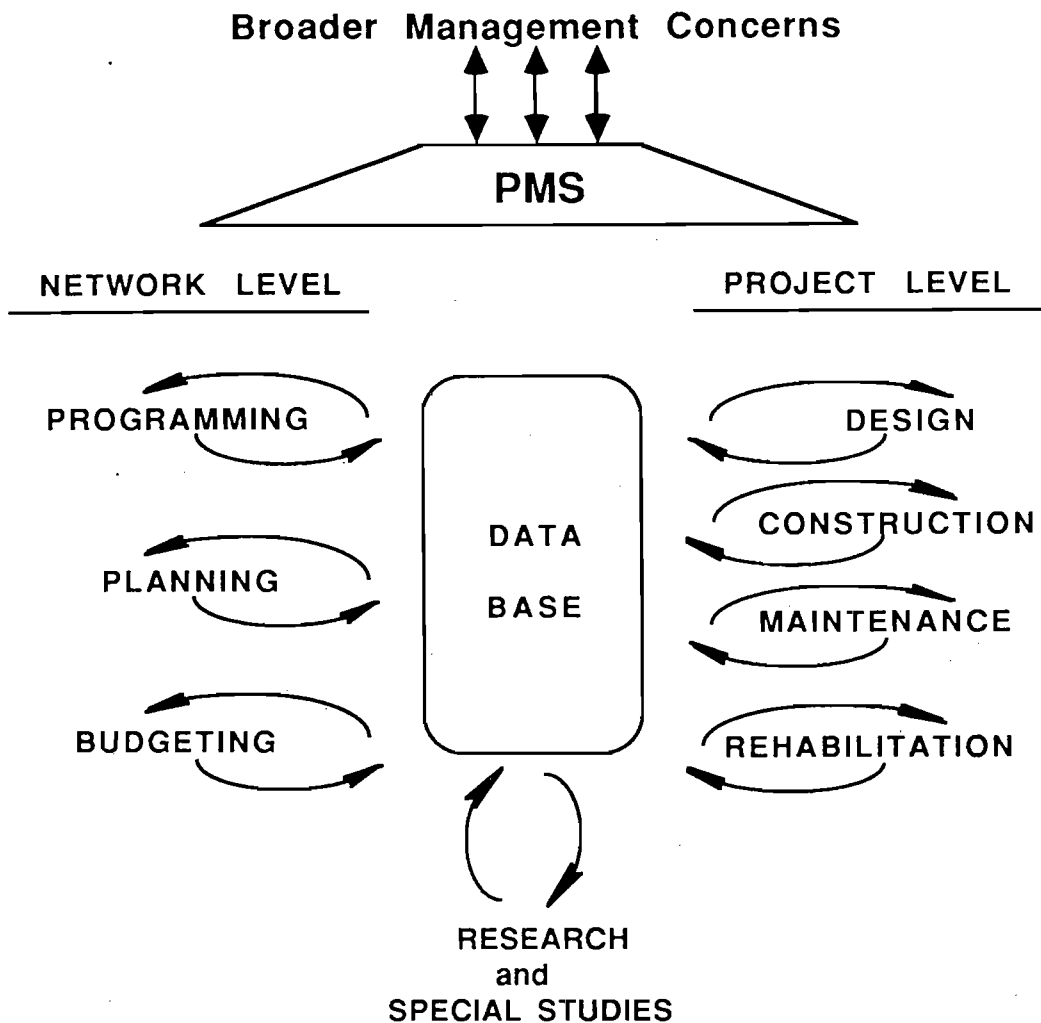 Broader Management Concerns
PMS
NETWORK LEVEL
PROJECT LEVEL
PROGRAMMING
PLANNING
BUDGETING
DATA
BASE
DESIGN
CONSTRUCTION
MAINTENANCE
REHABILITATION
RESEARCH
and
SPECIAL STUDIES